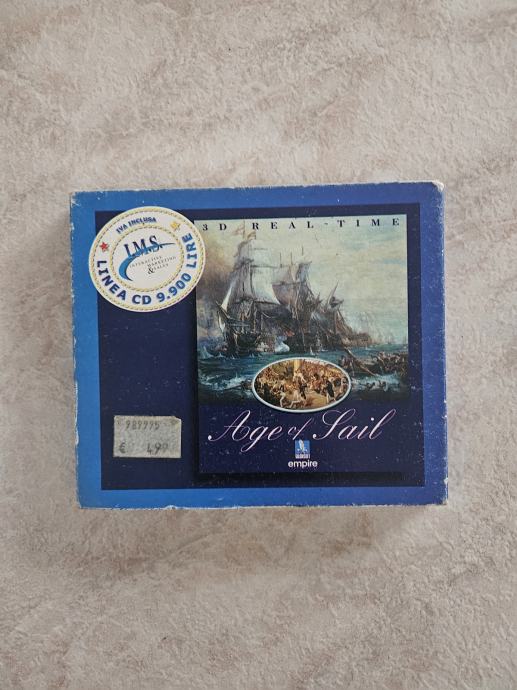 IVA INCLUSA
I.M.S.
INTERACTIVE
MARKETING
& SALES
LINEA CD 9.900 LIRE
3D REAL-TIME
Age of Sail
empire
989995
€ 4,99